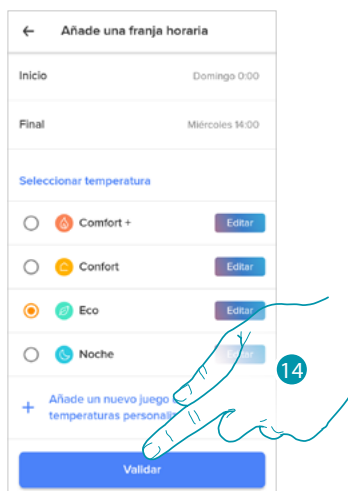 ← Añade una franja horaria
Inicio Domingo 0:00
Final Miércoles 14:00
Seleccionar temperatura
Comfort + Editar
Confort Editar
Eco Editar
Noche
+ Añade un nuevo juego
temperaturas
Validar
14